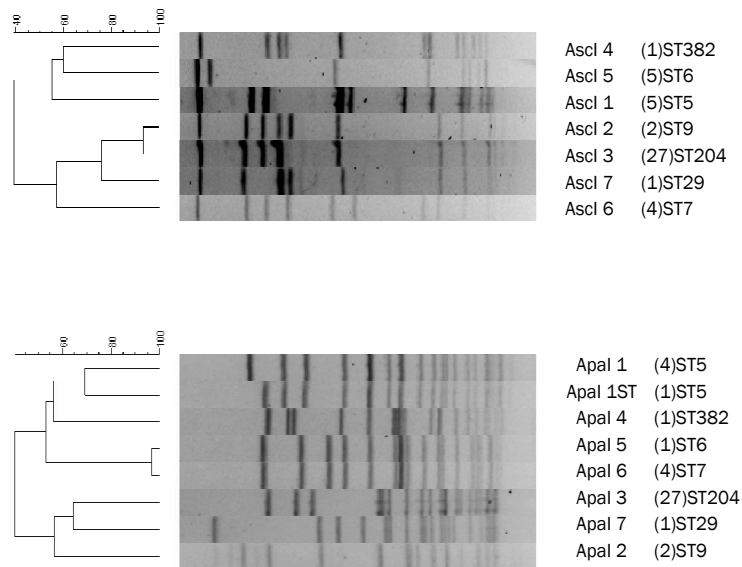 40 60 80 100
AscI 4 (1)ST382
AscI 5 (5)ST6
AscI 1 (5)ST5
AscI 2 (2)ST9
AscI 3 (27)ST204
AscI 7 (1)ST29
AscI 6 (4)ST7
40 60 80 100
ApaI 1 (4)ST5
ApaI 1ST (1)ST5
ApaI 4 (1)ST382
ApaI 5 (1)ST6
ApaI 6 (4)ST7
ApaI 3 (27)ST204
ApaI 7 (1)ST29
ApaI 2 (2)ST9